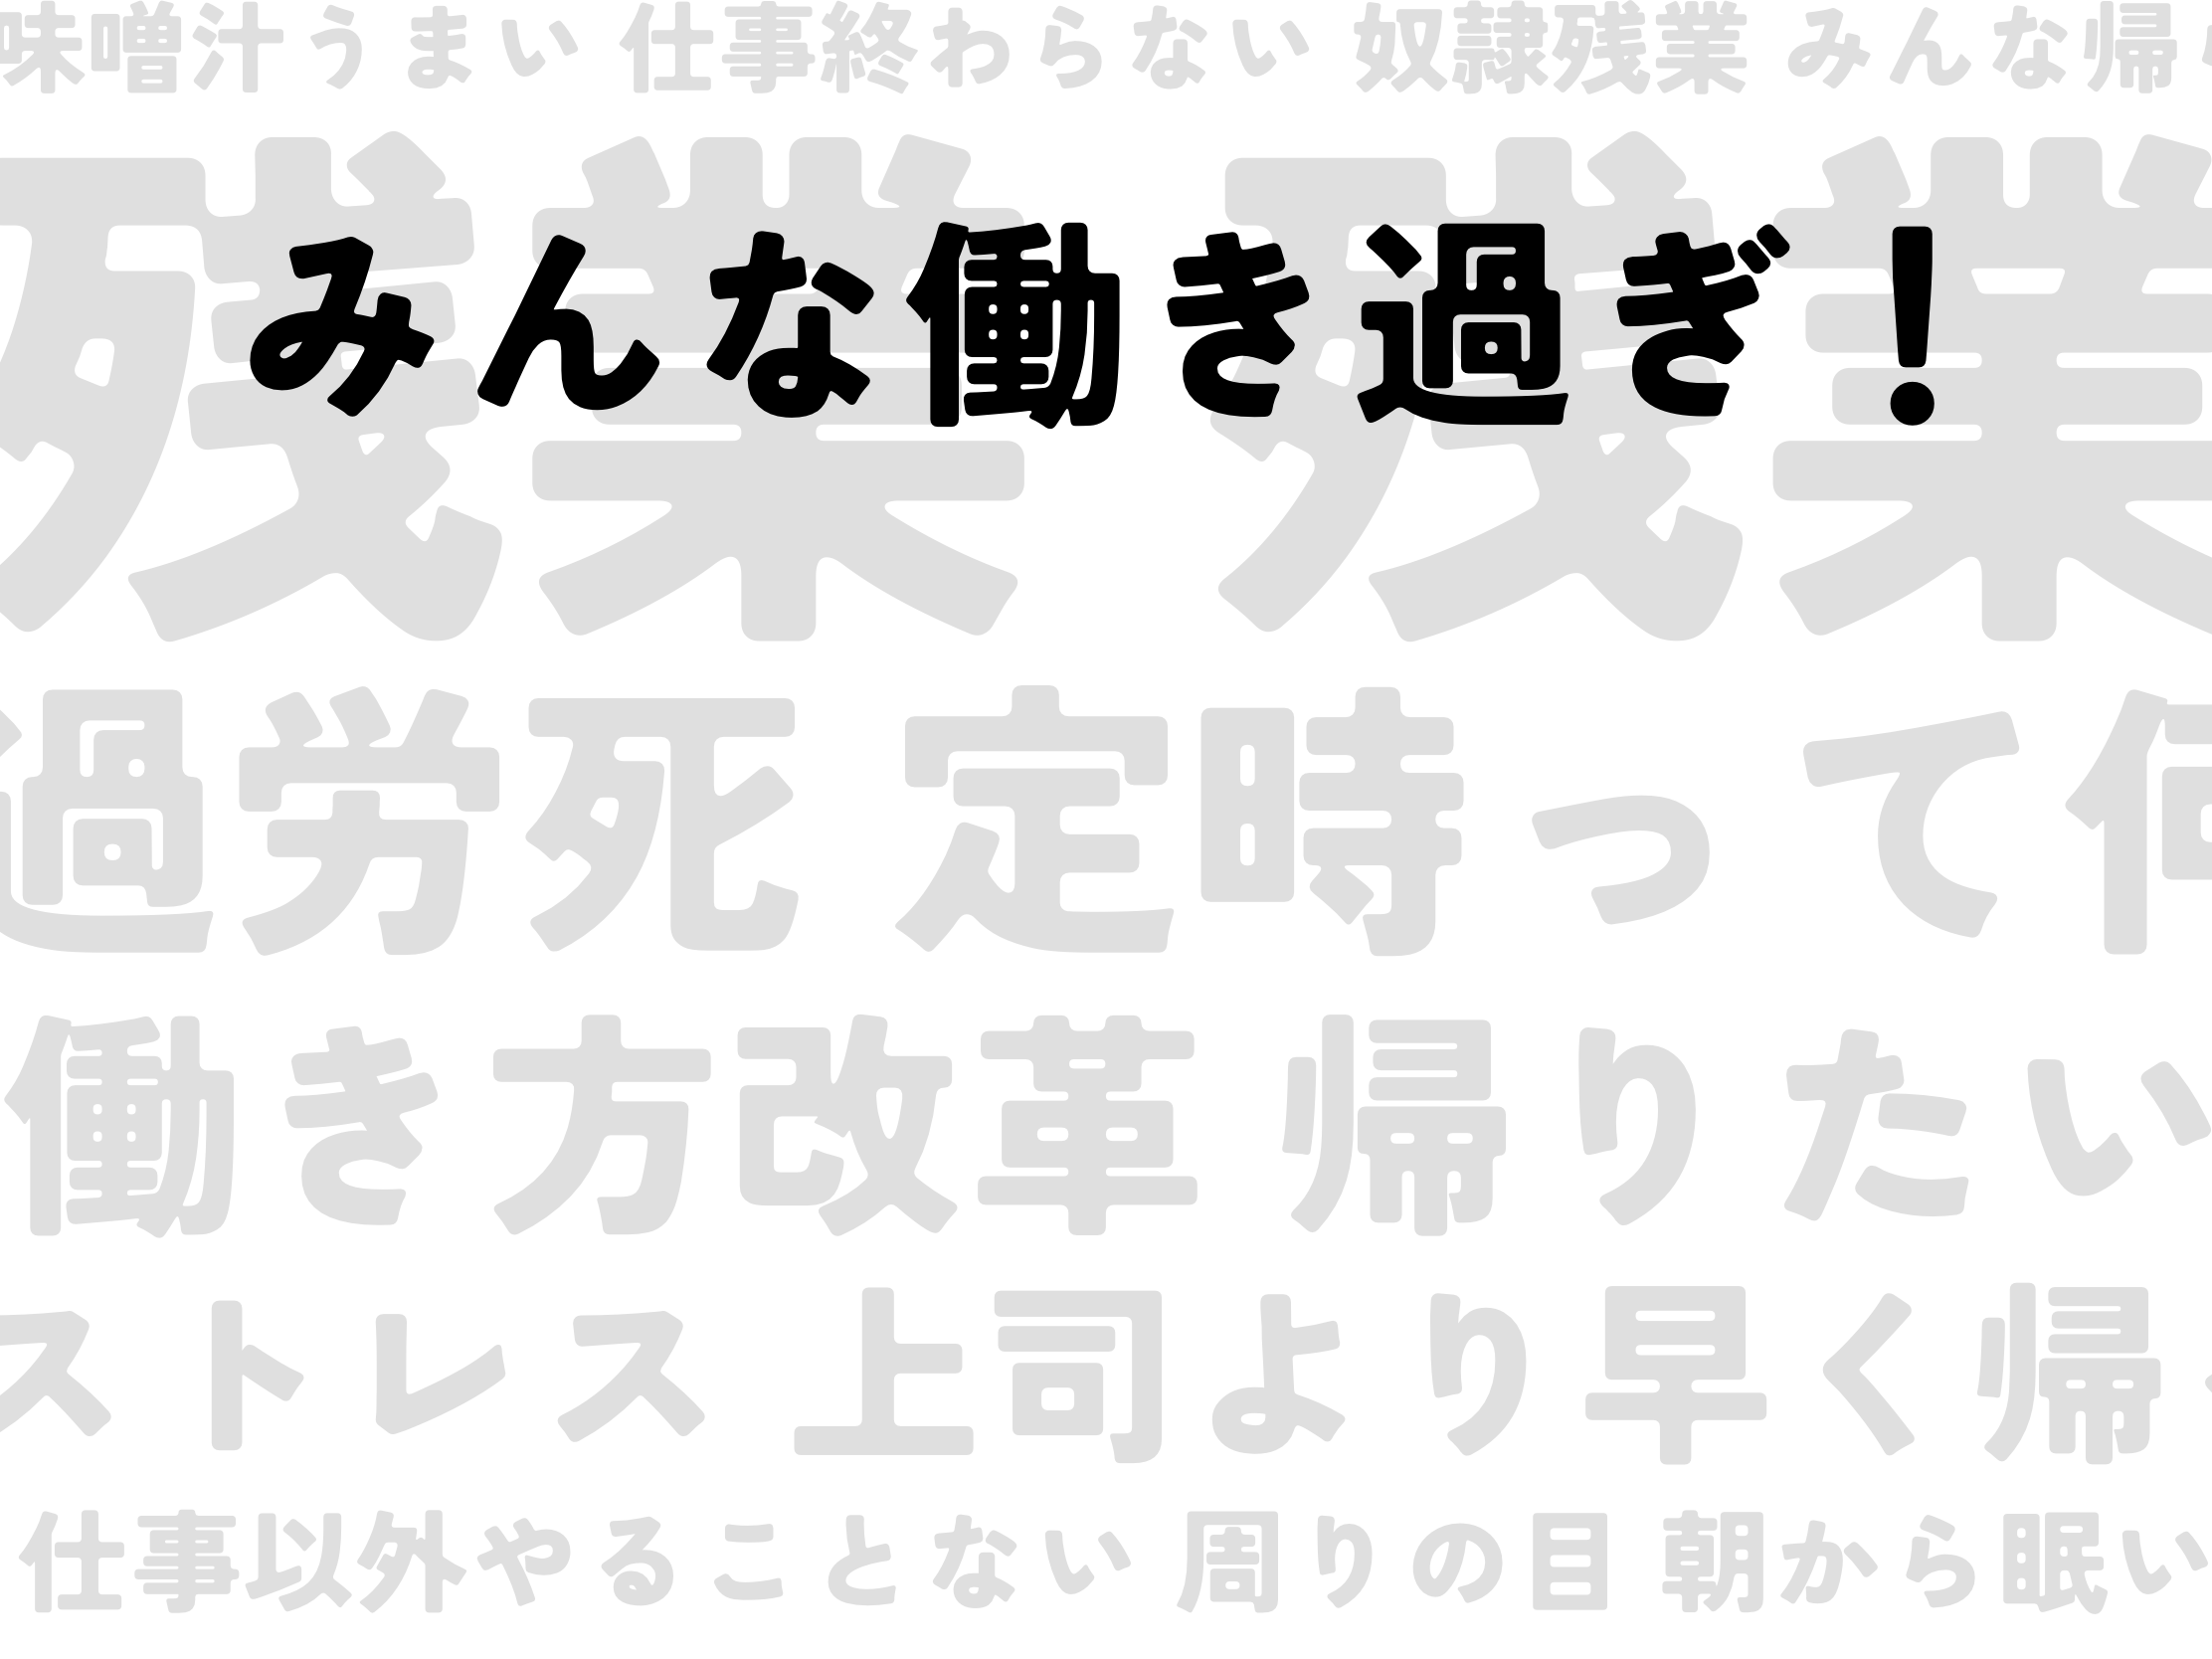 味噌汁うまい 仕事終わらない 残業 譲歩 みんな帰
残業 残業
みんな働き過ぎ!
過労死 定時って何
働き方改革 帰りたい
ストレス 上司より早く帰
仕事以外やることない 周りの目 朝から眠い